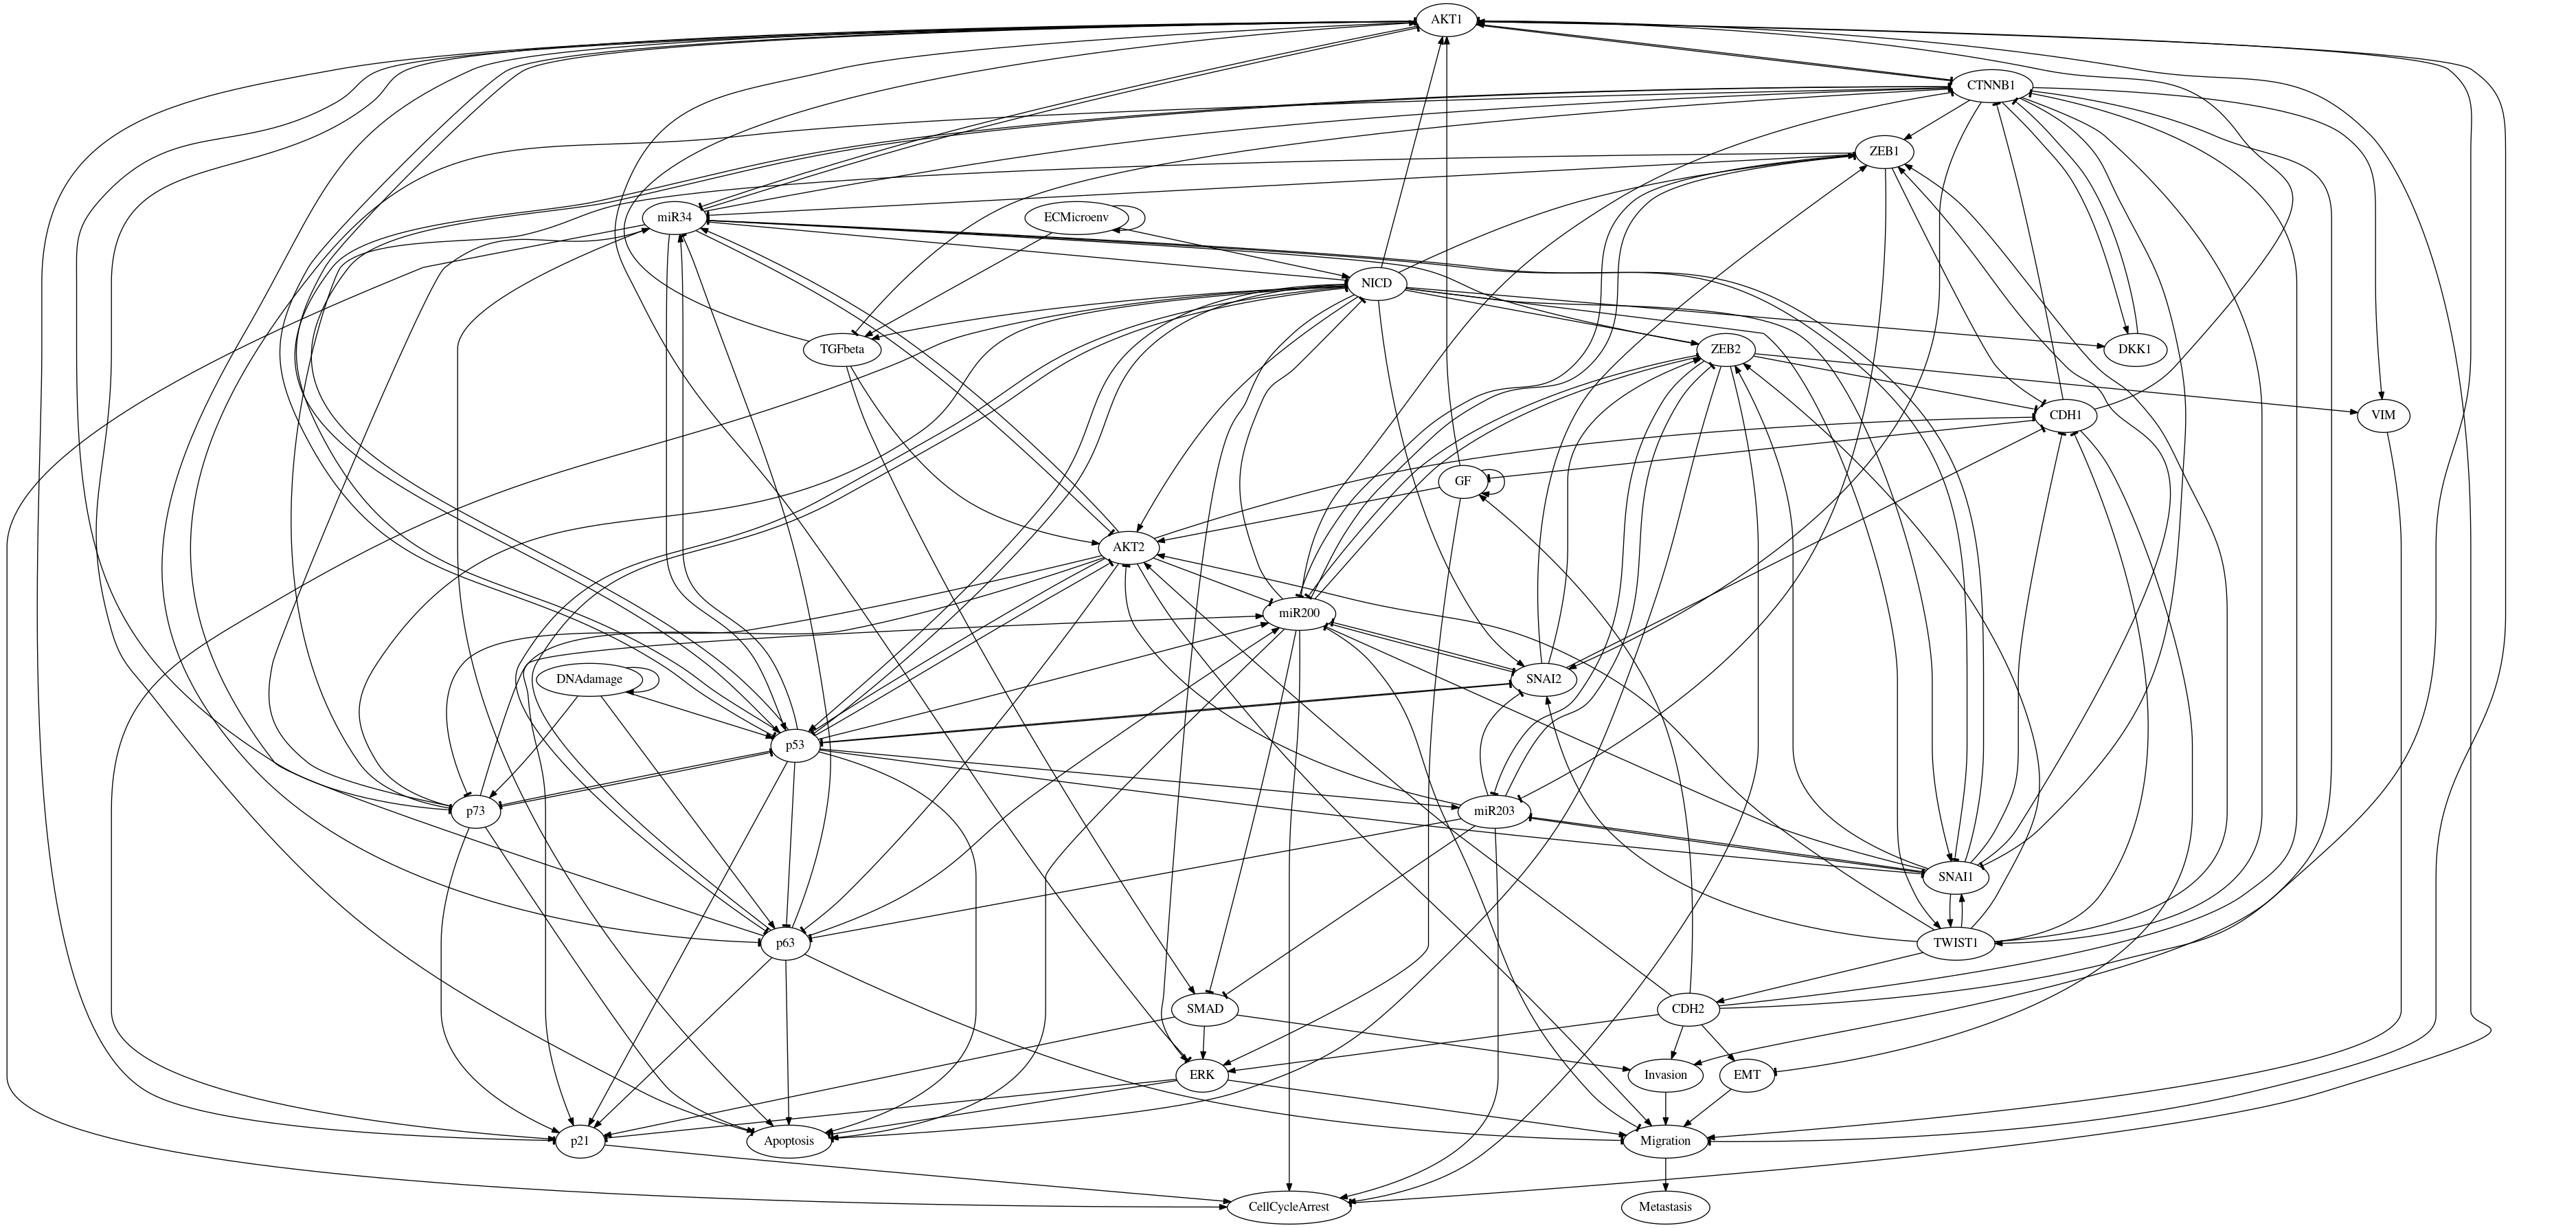 AKT1
CTNNB1
ZEB1
miR34
ECMicroenv
NICD
TGFbeta
ZEB2
DKK1
CDH1
VIM
GF
AKT2
miR200
DNAdamage
SNAI2
p53
p73
miR203
SNAI1
p63
TWIST1
SMAD
CDH2
ERK
Invasion
EMT
p21
Apoptosis
Migration
CellCycleArrest
Metastasis